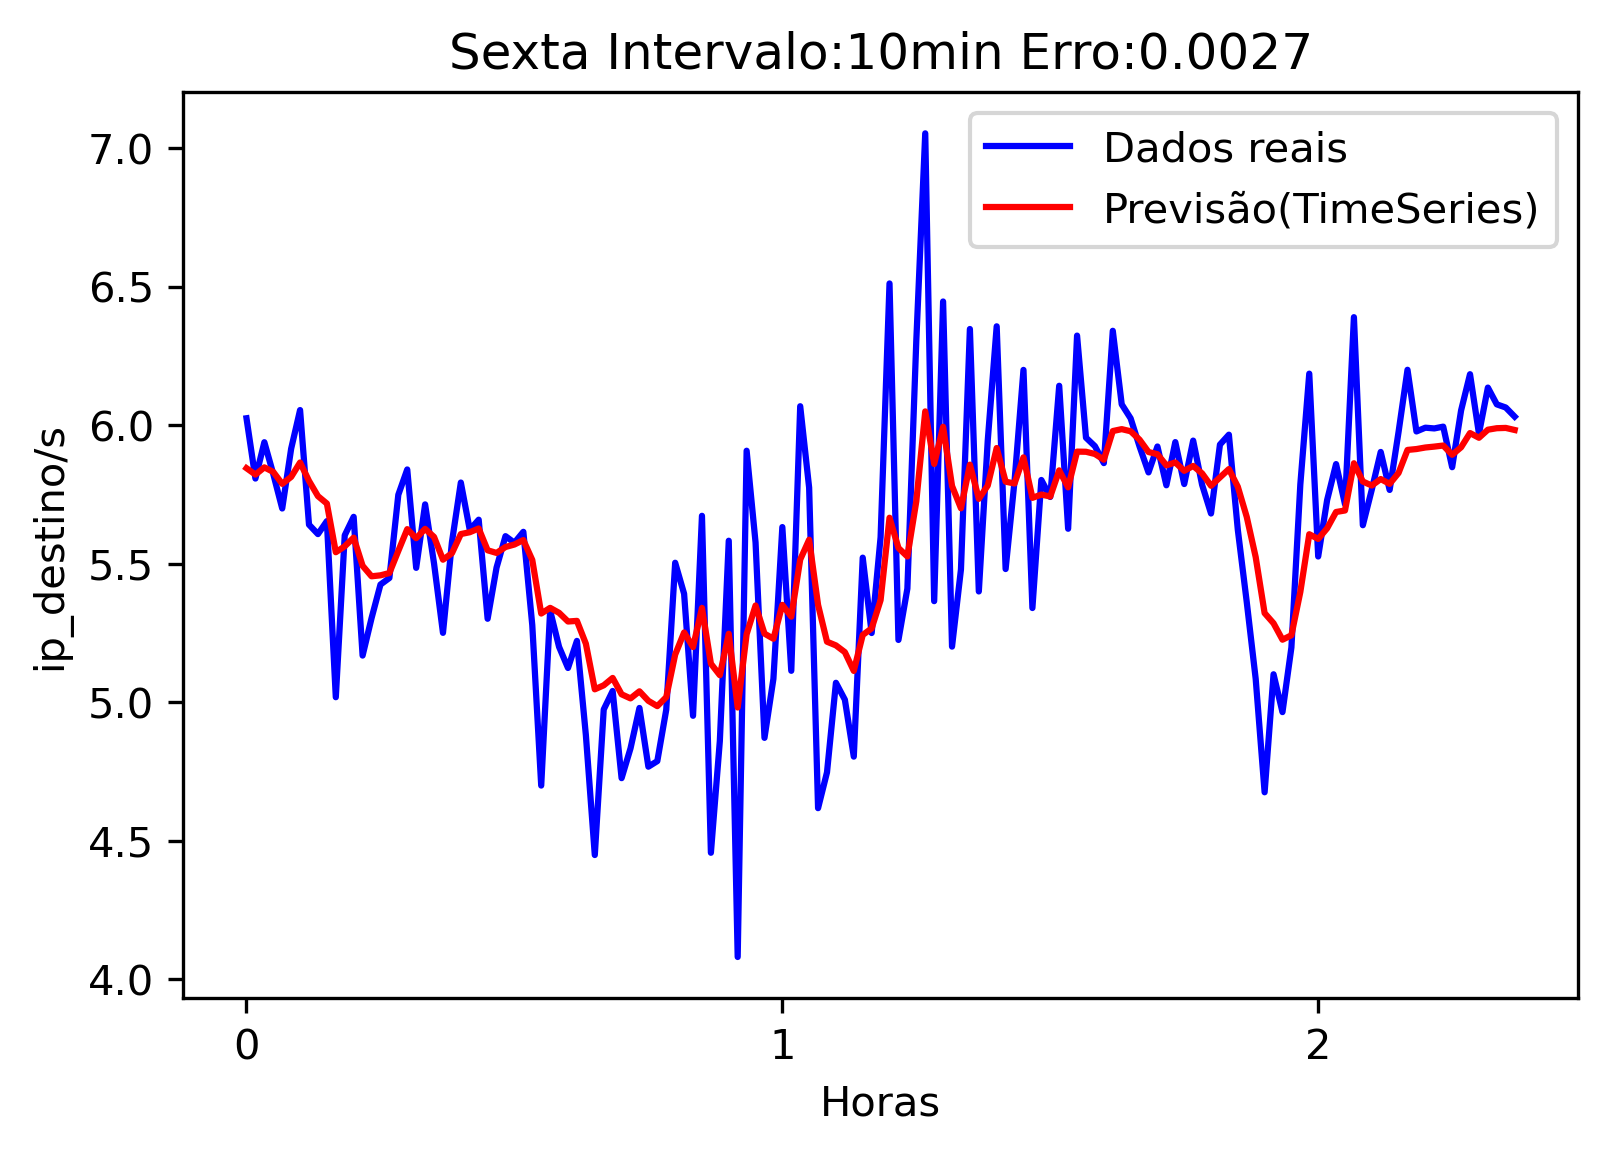 Sexta Intervalo:10min Erro:0.0027
Dados reais
Previsão(TimeSeries)
7.0
6.5
6.0
5.5
5.0
4.5
4.0
ip_destino/s
0 1 2
Horas